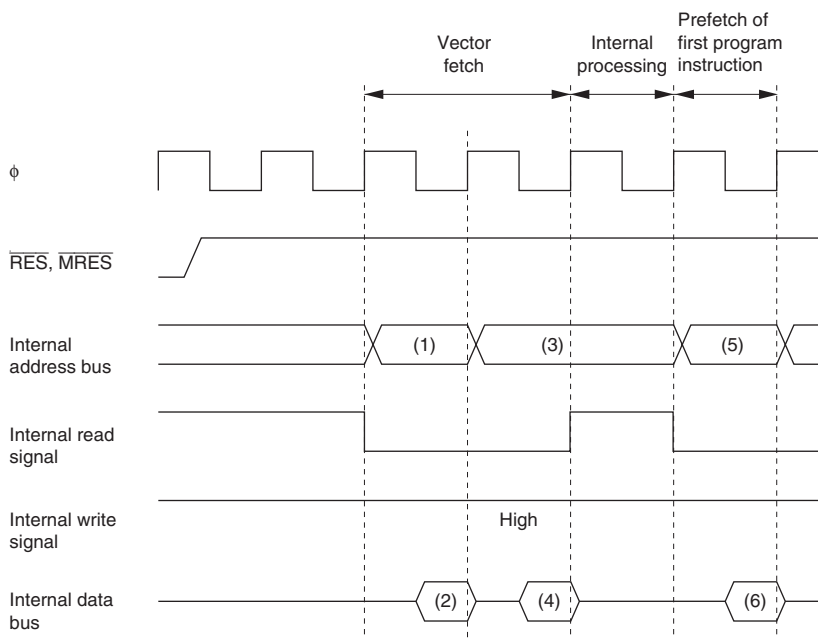 Vector
fetch
Internal
processing
Prefetch of
first program
instruction
ϕ
RES, MRES
Internal
address bus
(1)
(3)
(5)
Internal read
signal
Internal write
signal
High
Internal data
bus
(2)
(4)
(6)